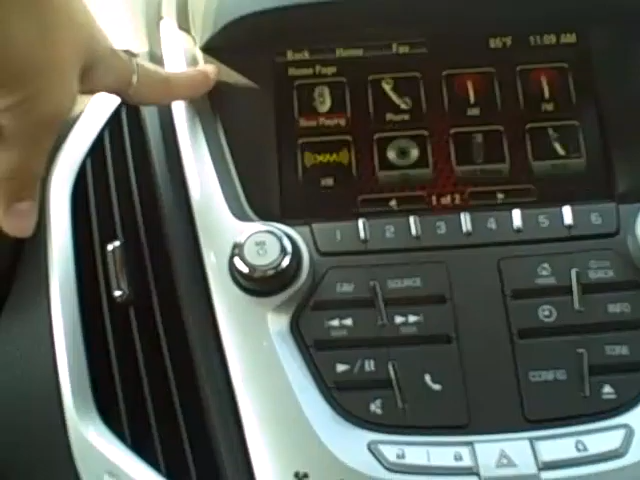 Back Home Fav 85°F 11:09 AM
Home Page
Now Playing Phone AM FM
XM
XM
1 of 2
1 2 3 4 5 6
FAV SOURCE
BACK
INFO
TONE
CONFIG